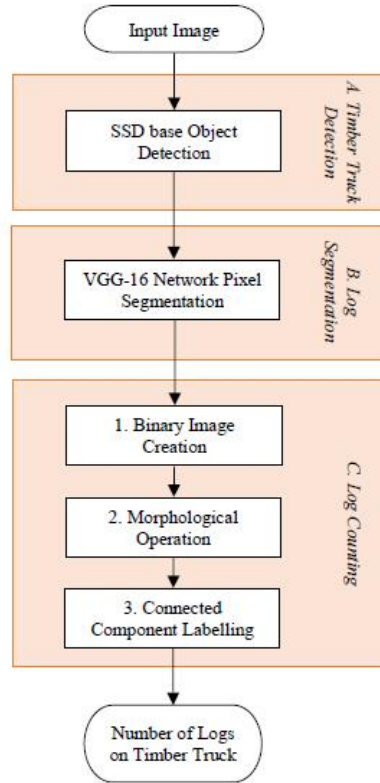 Input Image
A. Timber Truck
Detection
SSD base Object
Detection
B. Log
Segmentation
VGG-16 Network Pixel
Segmentation
C. Log Counting
1. Binary Image
Creation
2. Morphological
Operation
3. Connected
Component Labelling
Number of Logs
on Timber Truck